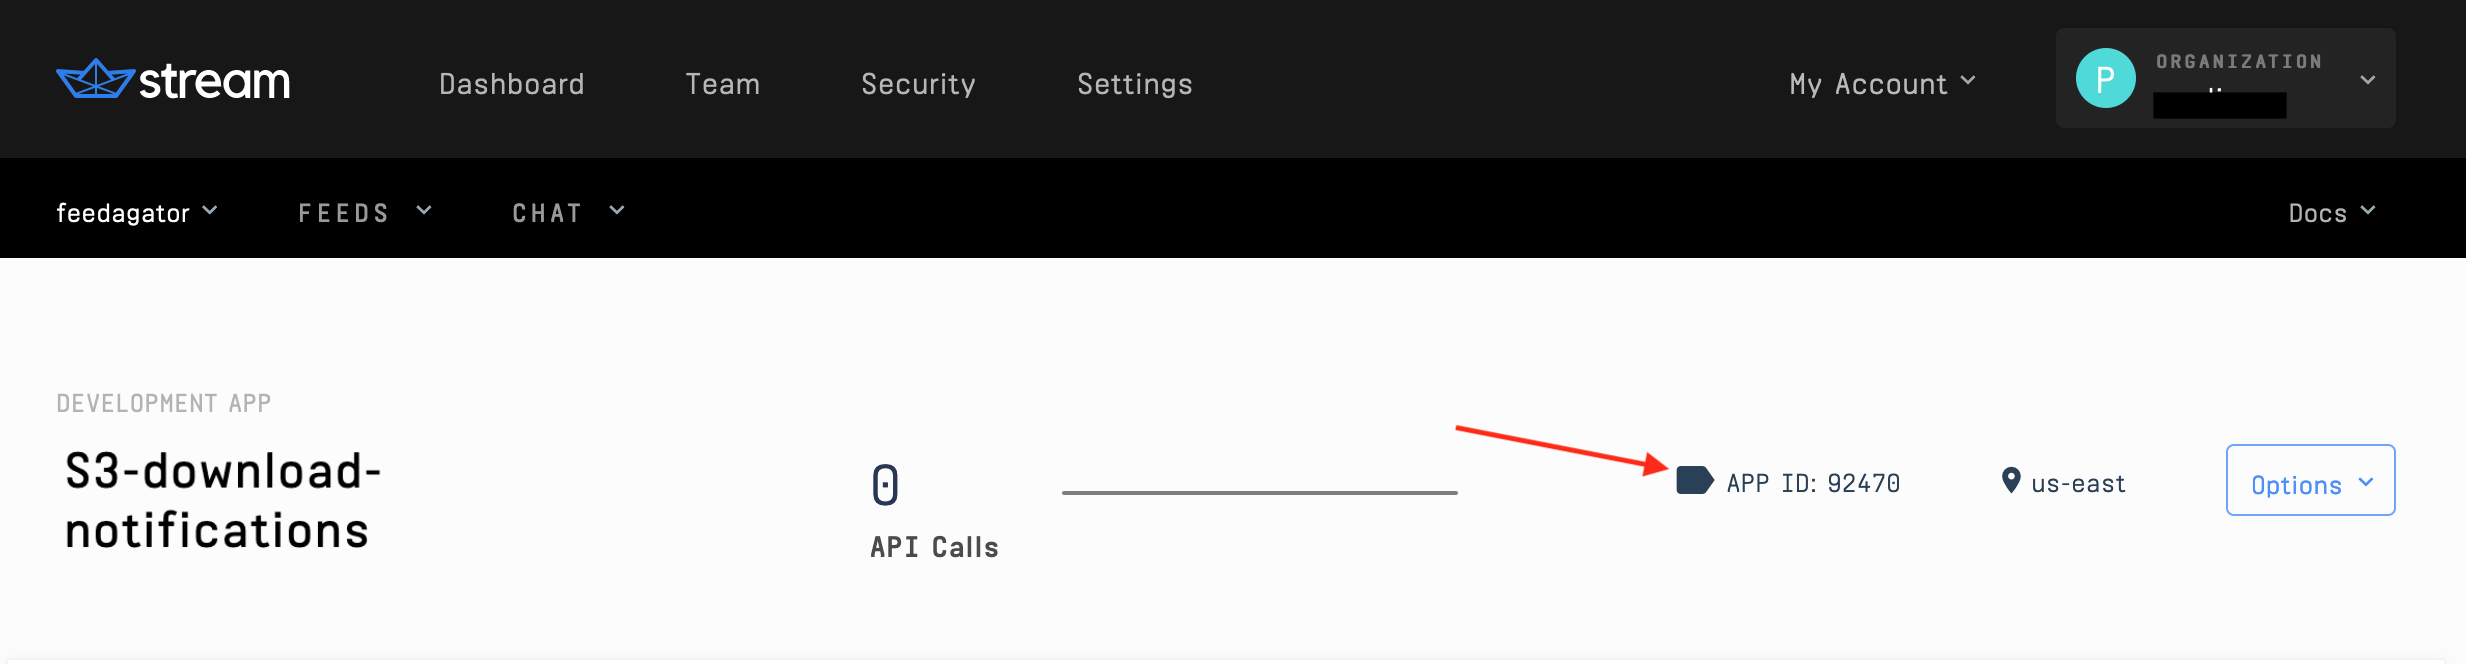 stream
Dashboard
Team
Security
Settings
My Account
P
ORGANIZATION
feedagator
FEEDS
CHAT
Docs
DEVELOPMENT APP
S3-download-
notifications
0
API Calls
APP ID: 92470
us-east
Options